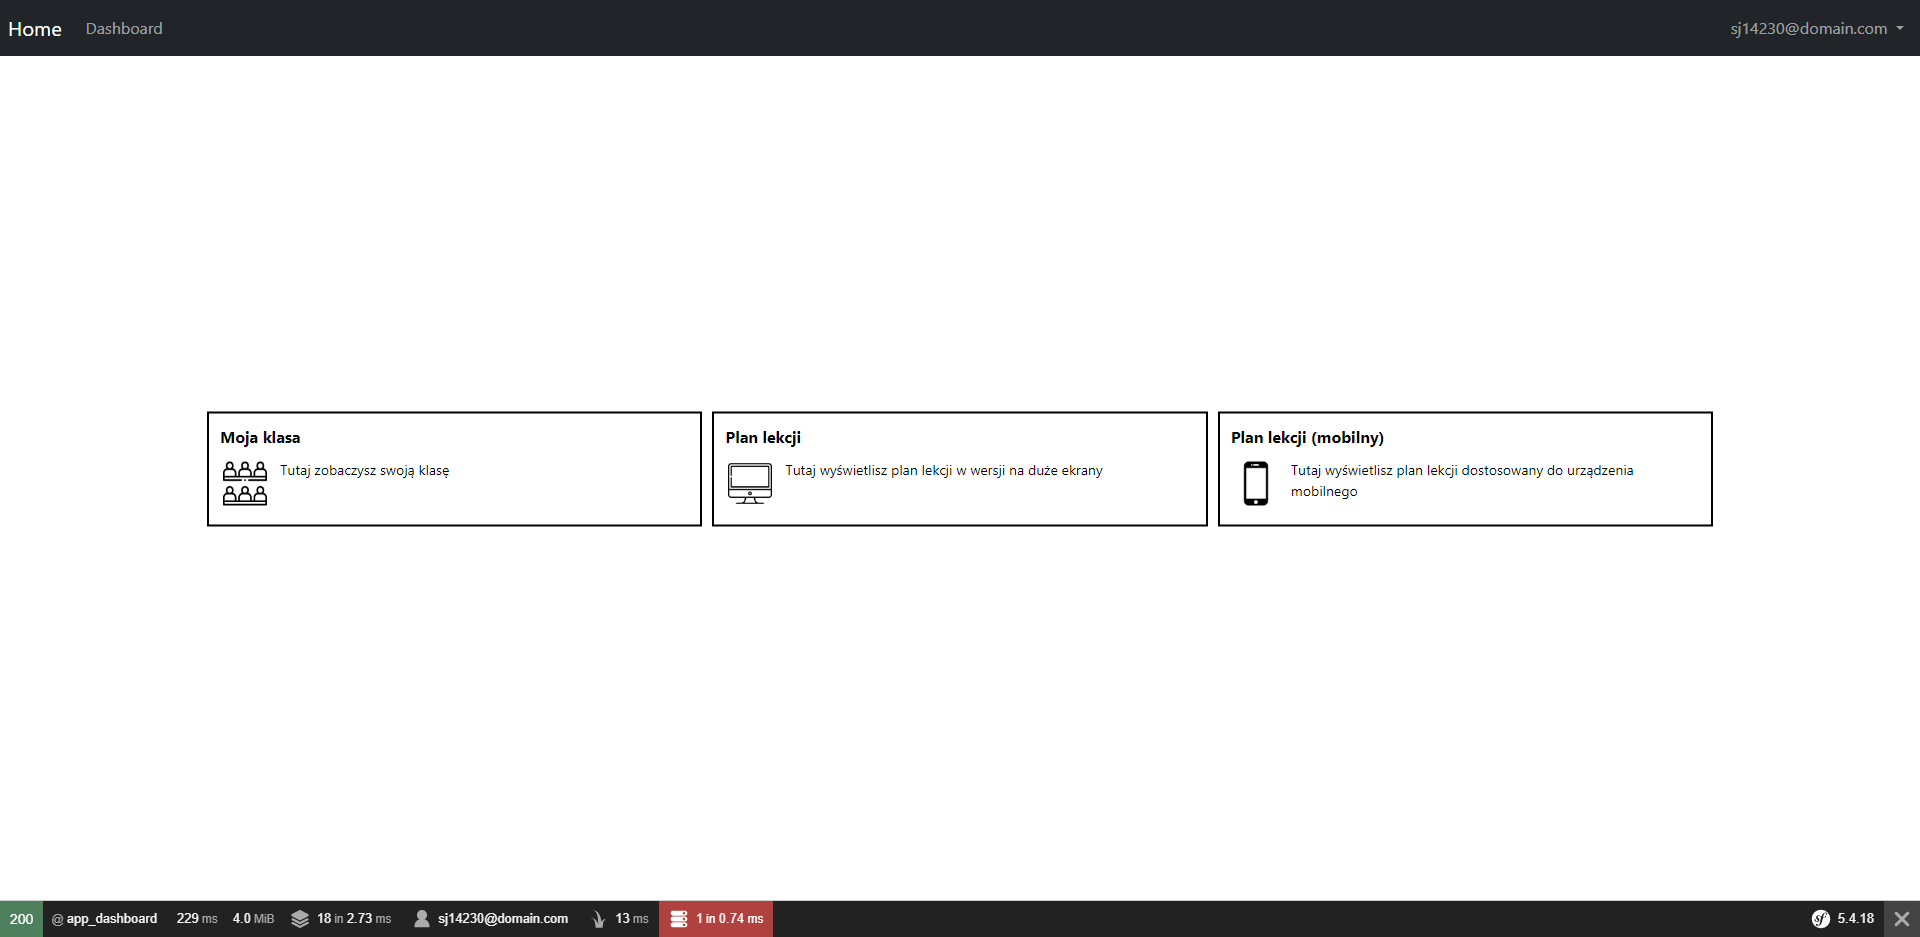 Home Dashboard sj14230@domain.com
Moja klasa
Tutaj zobaczysz swoją klasę
Plan lekcji
Tutaj wyświetlisz plan lekcji w wersji na duże ekrany
Plan lekcji (mobilny)
Tutaj wyświetlisz plan lekcji dostosowany do urządzenia
mobilnego
200 @ app_dashboard 229 ms 4.0 MiB 18 in 2.73 ms sj14230@domain.com 13 ms 1 in 0.74 ms sf 5.4.18